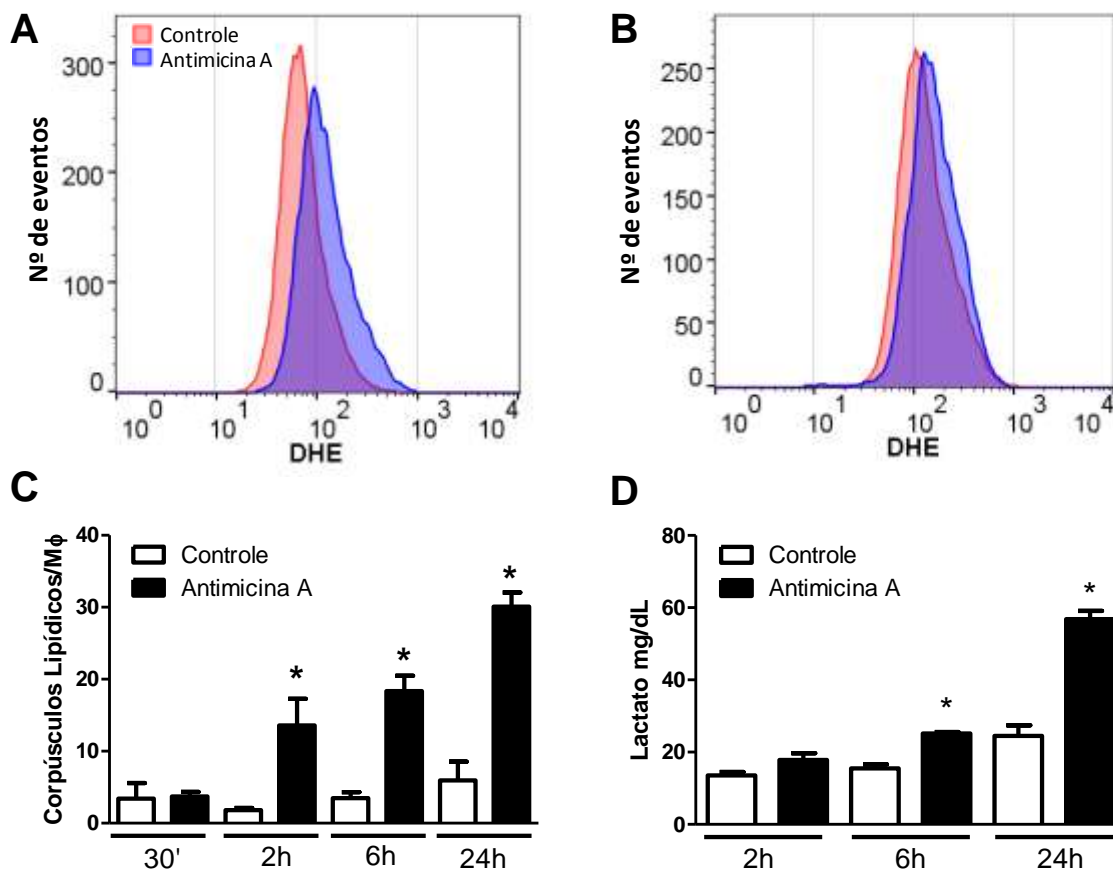 A
Controle
Antimicina A
Nº de eventos
300
200
100
0
10^0 10^1 10^2 10^3 10^4
DHE
B
Nº de eventos
250
200
150
100
50
0
10^0 10^1 10^2 10^3 10^4
DHE
C
Corpúsculos Lipídicos/Mϕ
40
30
20
10
0
Controle
Antimicina A
*
*
*
30' 2h 6h 24h
D
Lactato mg/dL
80
60
40
20
0
Controle
Antimicina A
*
*
2h 6h 24h